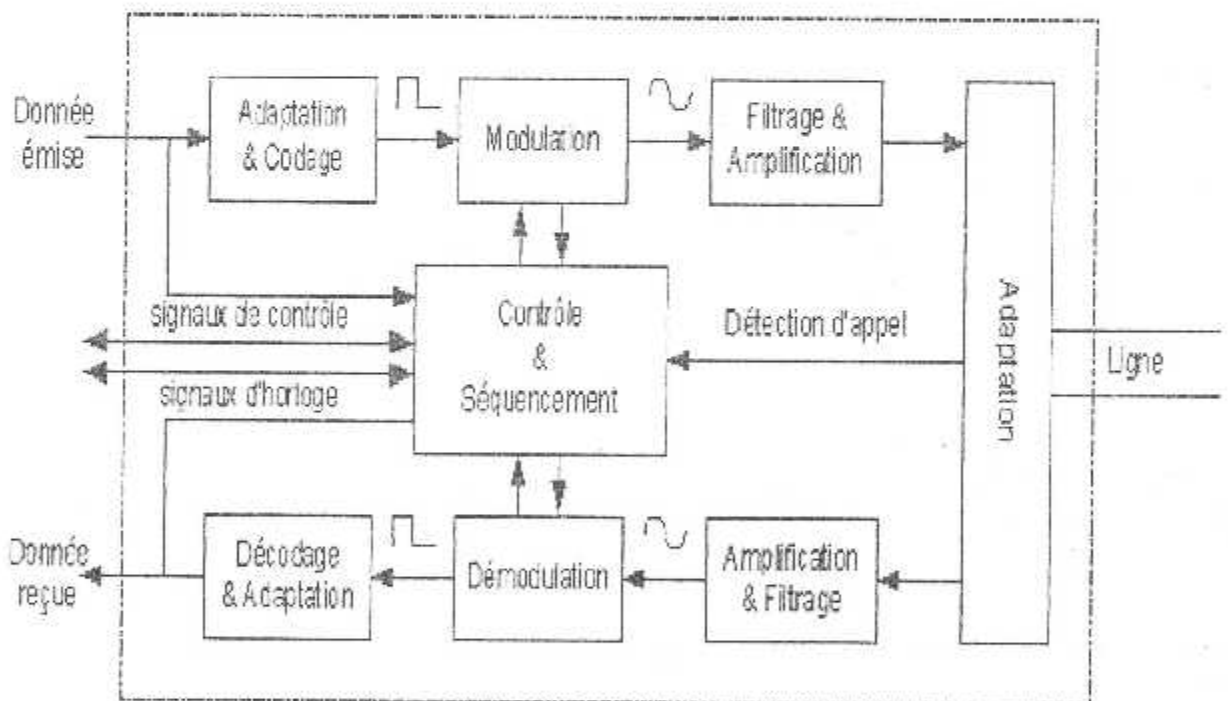 Donnée
émise
Adaptation
& Codage
Modulation
Filtrage &
Amplification
signaux de contrôle
signaux d'horloge
Contrôle
&
Séquencement
Détection d'appel
Adaptation
Ligne
Donnée
reçue
Décodage
& Adaptation
Démodulation
Amplification
& Filtrage